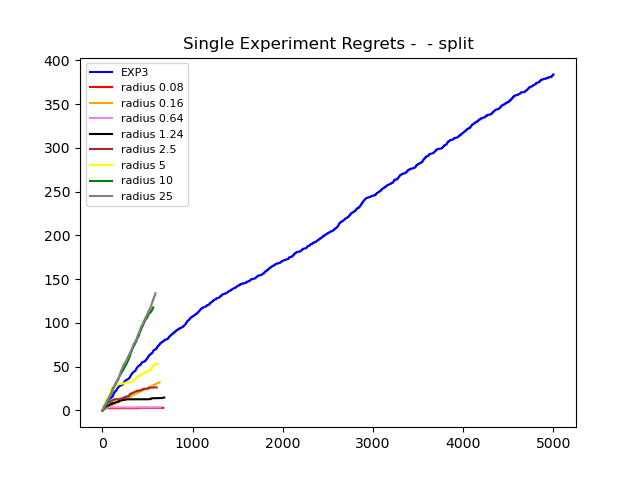 Single Experiment Regrets -  - split
EXP3
radius 0.08
radius 0.16
radius 0.64
radius 1.24
radius 2.5
radius 5
radius 10
radius 25
400
350
300
250
200
150
100
50
0
0 1000 2000 3000 4000 5000